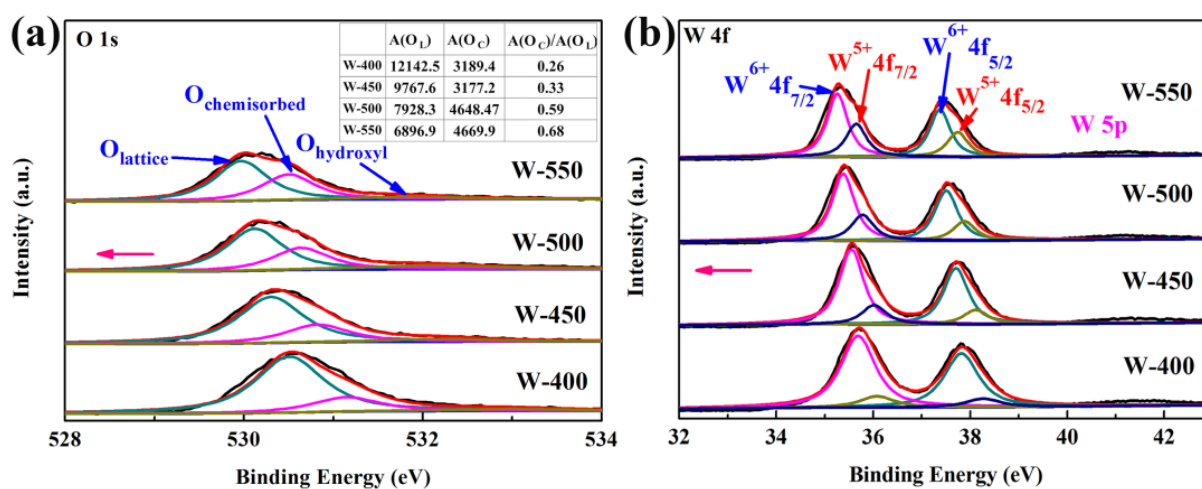 (a)
O 1s
A(O_L) A(O_C) A(O_C)/A(O_L)
W-400 12142.5 3189.4 0.26
W-450 9767.6 3177.2 0.33
W-500 7928.3 4648.47 0.59
W-550 6896.9 4669.9 0.68
O_chemisorbed
O_lattice
O_hydroxyl
W-550
W-500
W-450
W-400
Intensity (a.u.)
528 530 532 534
Binding Energy (eV)
(b)
W 4f
W^6+ 4f_7/2
W^5+ 4f_7/2
W^6+ 4f_5/2
W^5+ 4f_5/2
W 5p
W-550
W-500
W-450
W-400
Intensity (a.u.)
32 34 36 38 40 42
Binding Energy (eV)